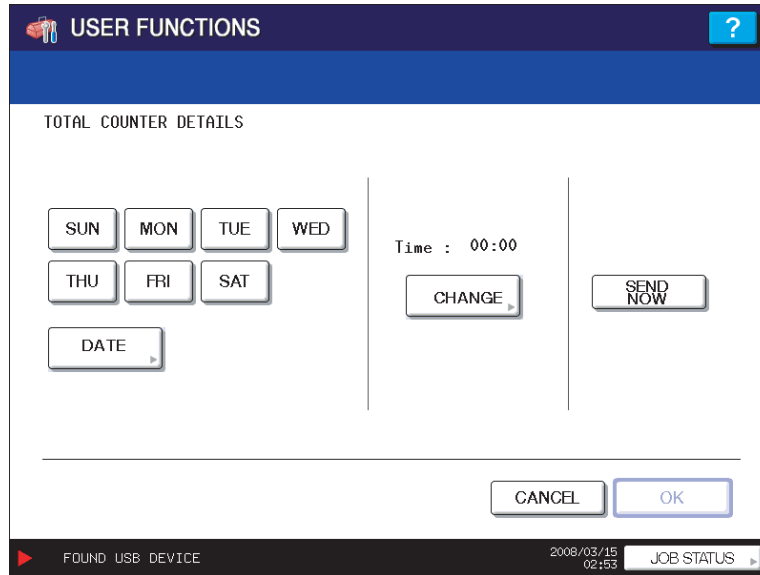 USER FUNCTIONS
?
TOTAL COUNTER DETAILS
SUN MON TUE WED
THU FRI SAT
DATE
Time : 00:00
CHANGE
SEND
NOW
CANCEL OK
FOUND USB DEVICE
2008/03/15
02:53
JOB STATUS